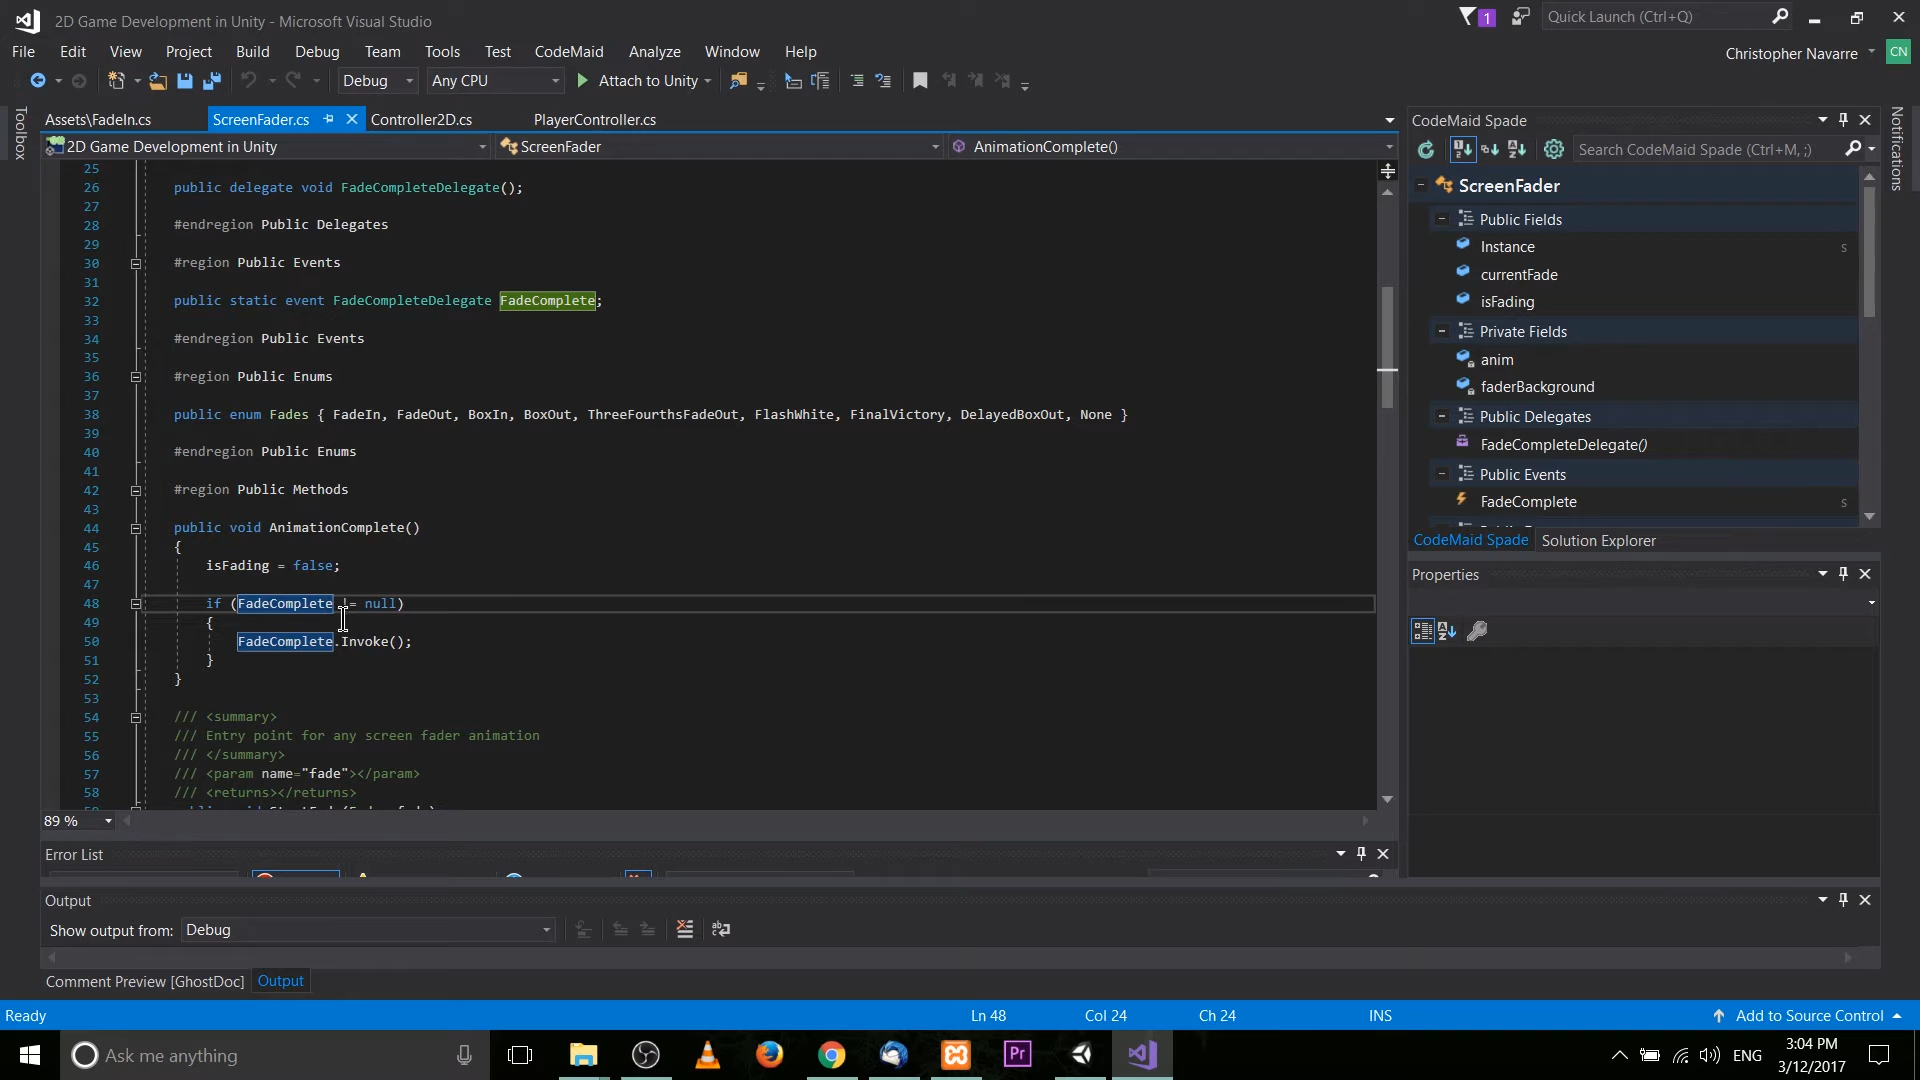 2D Game Development in Unity - Microsoft Visual Studio
1
Quick Launch (Ctrl+Q)
File Edit View Project Build Debug Team Tools Test CodeMaid Analyze Window Help
Christopher Navarre CN
Debug Any CPU Attach to Unity
Toolbox
Assets\FadeIn.cs ScreenFader.cs Controller2D.cs PlayerController.cs
2D Game Development in Unity ScreenFader AnimationComplete()
25
26 public delegate void FadeCompleteDelegate();
27
28 #endregion Public Delegates
29
30 #region Public Events
31
32 public static event FadeCompleteDelegate FadeComplete;
33
34 #endregion Public Events
35
36 #region Public Enums
37
38 public enum Fades { FadeIn, FadeOut, BoxIn, BoxOut, ThreeFourthsFadeOut, FlashWhite, FinalVictory, DelayedBoxOut, None }
39
40 #endregion Public Enums
41
42 #region Public Methods
43
44 public void AnimationComplete()
45 {
46 isFading = false;
47
48 if (FadeComplete != null)
49 {
50 FadeComplete.Invoke();
51 }
52 }
53
54 /// <summary>
55 /// Entry point for any screen fader animation
56 /// </summary>
57 /// <param name="fade"></param>
58 /// <returns></returns>
89 %
CodeMaid Spade
Search CodeMaid Spade (Ctrl+M, ;)
ScreenFader
Public Fields
Instance s
currentFade
isFading
Private Fields
anim
faderBackground
Public Delegates
FadeCompleteDelegate()
Public Events
FadeComplete s
CodeMaid Spade Solution Explorer
Notifications
Properties
Error List
Output
Show output from: Debug
Comment Preview [GhostDoc] Output
Ready Ln 48 Col 24 Ch 24 INS Add to Source Control
Ask me anything
Pr
ENG
3:04 PM
3/12/2017